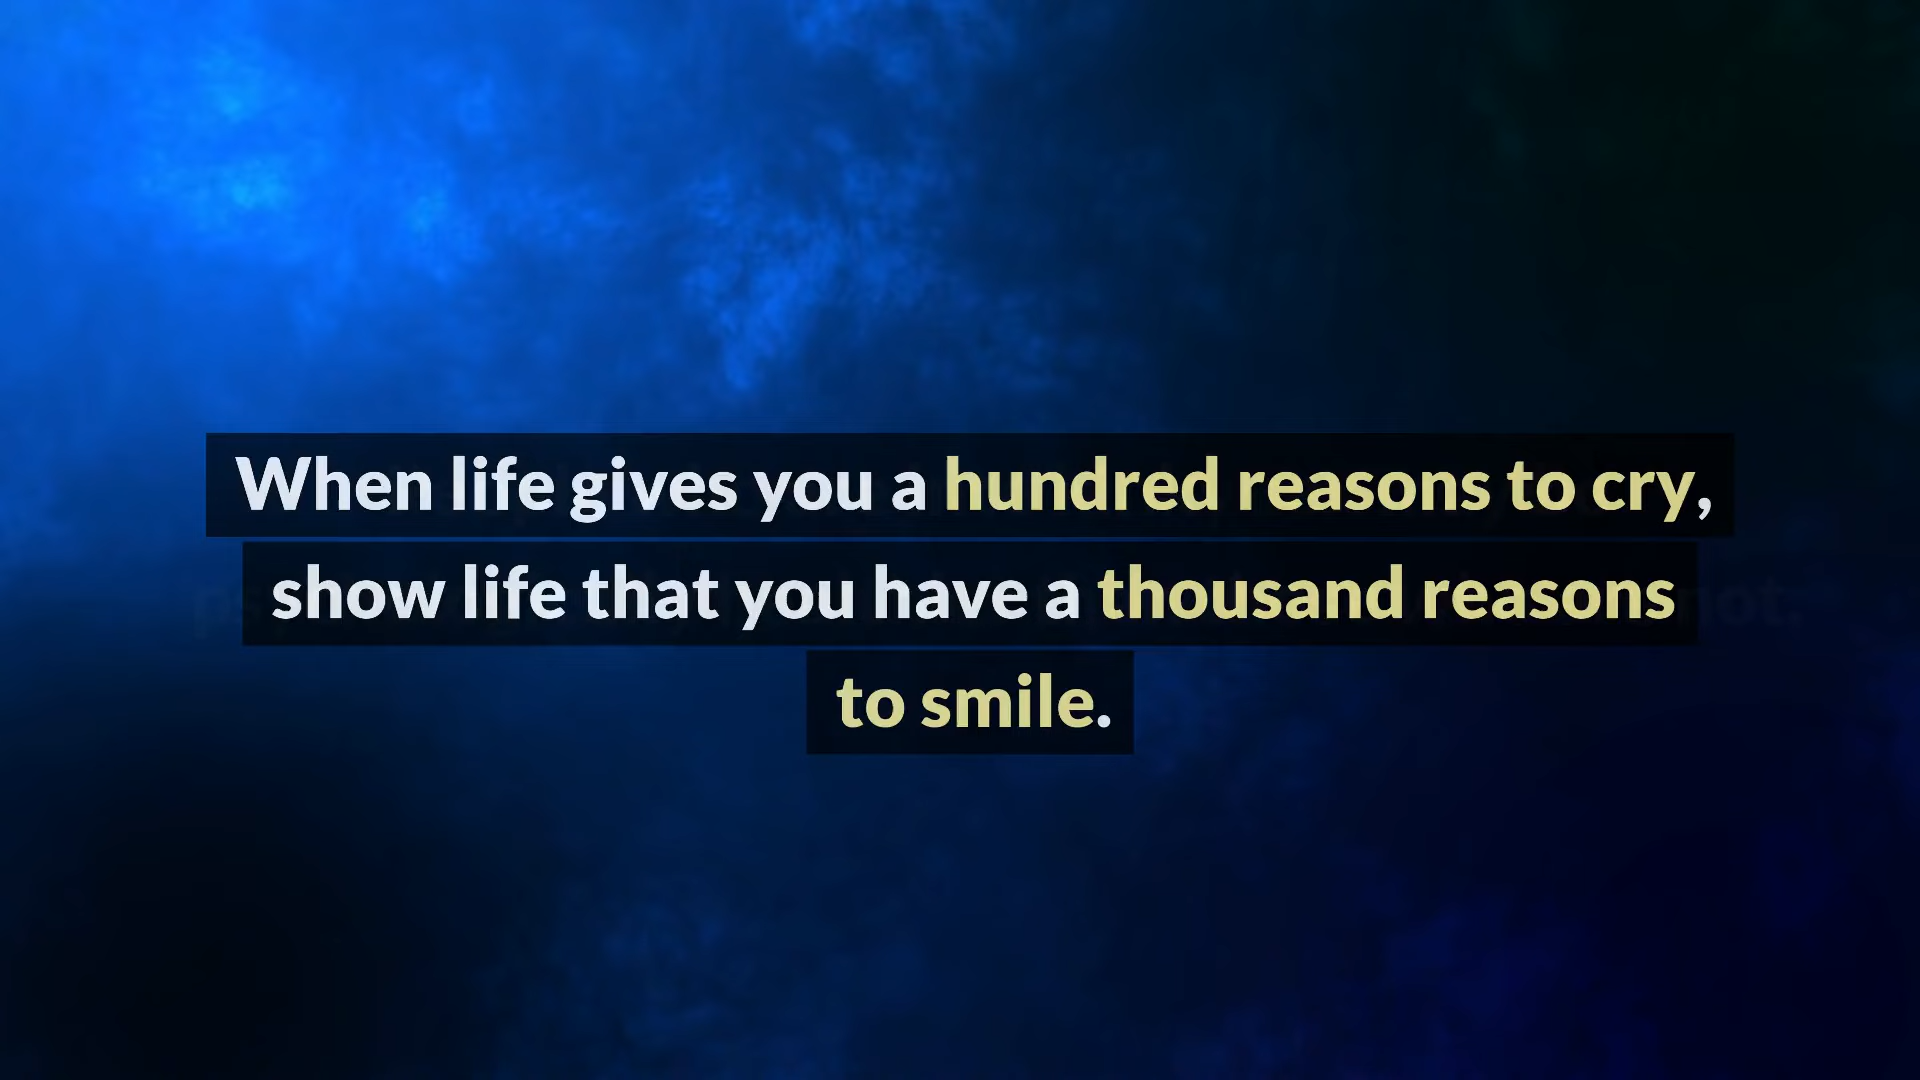 When life gives you a hundred reasons to cry,
show life that you have a thousand reasons
to smile.